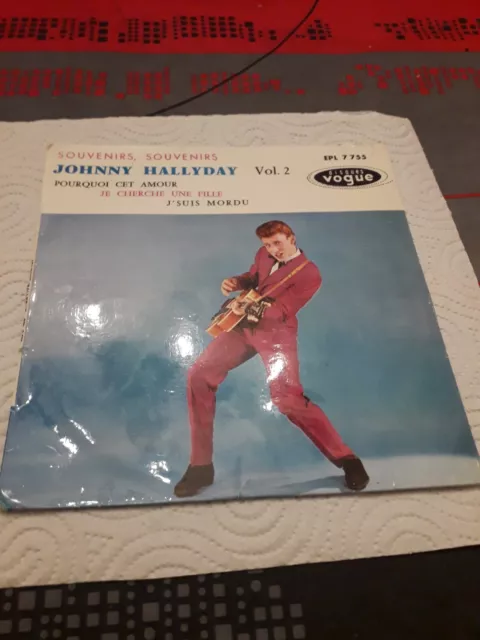 SOUVENIRS, SOUVENIRS
JOHNNY HALLYDAY Vol. 2
POURQUOI CET AMOUR
JE CHERCHE UNE FILLE
J'SUIS MORDU
EPL 7 755
DISQUES
vogue